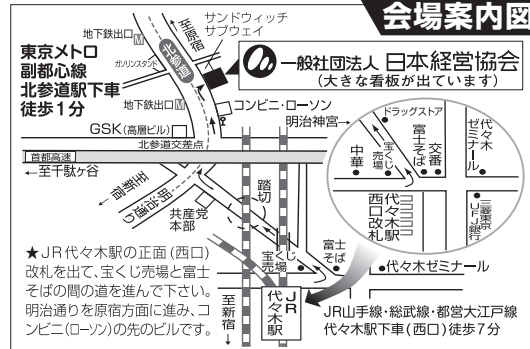 会場案内図
サンドウィッチ
サブウェイ
至原宿
地下鉄出口M
北参道
ガソリンスタンド
東京メトロ
副都心線
北参道駅下車
徒歩1分
一般社団法人 日本経営協会
(大きな看板が出ています)
地下鉄出口M
コンビニ・ローソン
明治神宮→
GSK(高層ビル)
北参道交差点
首都高速
←至千駄ヶ谷
至新宿
明治通り
共産党
本部
踏切
宝くじ
売場
富士
そば
代々木ゼミナール
JR
代々木駅
至新宿↓
ドラッグストア
中華
宝くじ
売場
富士そば
交番
代々木
ゼミナール
代々木駅
西口改札
三菱東京
UFJ銀行
★JR代々木駅の正面(西口)
改札を出て、宝くじ売場と富士
そばの間の道を進んで下さい。
明治通りを原宿方面に進み、コ
ンビニ(ローソン)の先のビルです。
JR山手線・総武線・都営大江戸線
代々木駅下車(西口)徒歩7分